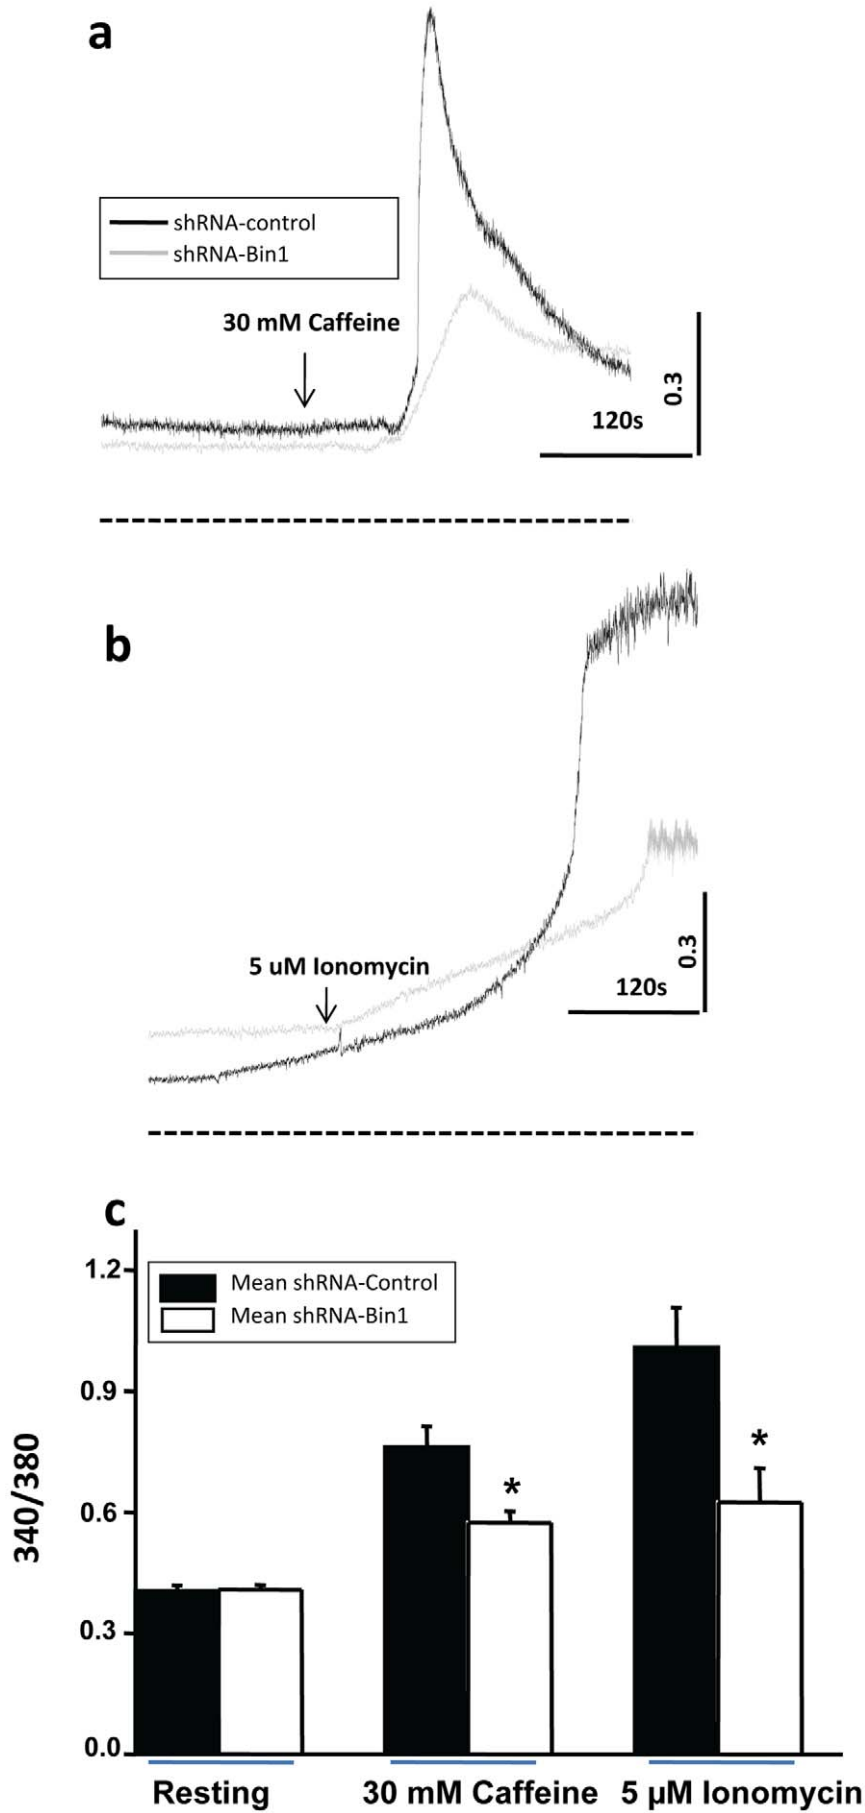 a
shRNA-control
shRNA-Bin1
30 mM Caffeine
0.3
120s
b
5 uM Ionomycin
0.3
120s
c
1.2
Mean shRNA-Control
Mean shRNA-Bin1
0.9
340/380
*
*
0.6
0.3
0.0
Resting 30 mM Caffeine 5 µM Ionomycin